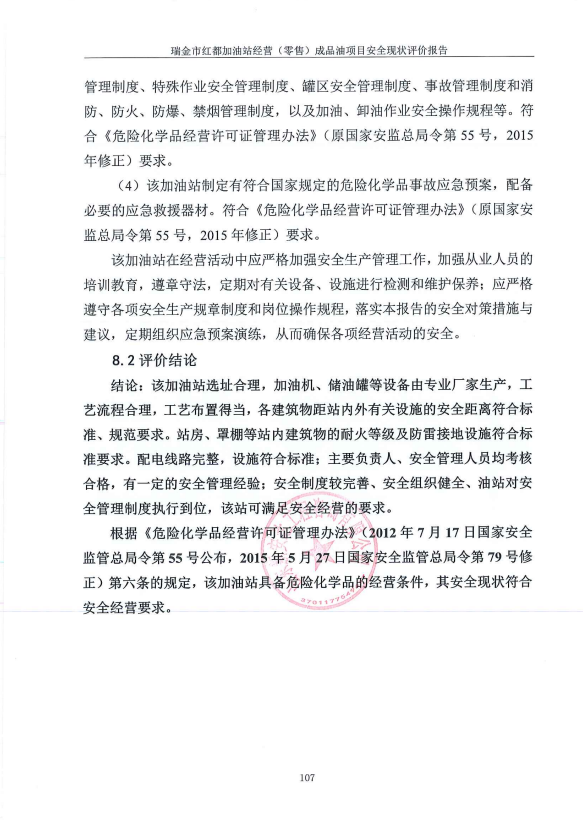 瑞金市红都加油站经营（零售）成品油项目安全现状评价报告
管理制度、特殊作业安全管理制度、罐区安全管理制度、事故管理制度和消
防、防火、防爆、禁烟管理制度，以及加油、卸油作业安全操作规程等。符
合《危险化学品经营许可证管理办法》（原国家安监总局令第 55 号，2015
年修正）要求。
（4）该加油站制定有符合国家规定的危险化学品事故应急预案，配备
必要的应急救援器材。符合《危险化学品经营许可证管理办法》（原国家安
监总局令第 55 号，2015 年修正）要求。
该加油站在经营活动中应严格加强安全生产管理工作，加强从业人员的
培训教育，遵章守法，定期对有关设备、设施进行检测和维护保养；应严格
遵守各项安全生产规章制度和岗位操作规程，落实本报告的安全对策措施与
建议，定期组织应急预案演练，从而确保各项经营活动的安全。
8.2 评价结论
结论：该加油站选址合理，加油机、储油罐等设备由专业厂家生产，工
艺流程合理，工艺布置得当，各建筑物距站内外有关设施的安全距离符合标
准、规范要求。站房、罩棚等站内建筑物的耐火等级及防雷接地设施符合标
准要求。配电线路完整，设施符合标准；主要负责人、安全管理人员均考核
合格，有一定的安全管理经验；安全制度较完善、安全组织健全、油站对安
全管理制度执行到位，该站可满足安全经营的要求。
根据《危险化学品经营许可证管理办法》（2012 年 7 月 17 日国家安全
监管总局令第 55 号公布，2015 年 5 月 27 日国家安全监管总局令第 79 号修
正）第六条的规定，该加油站具备危险化学品的经营条件，其安全现状符合
安全经营要求。
107